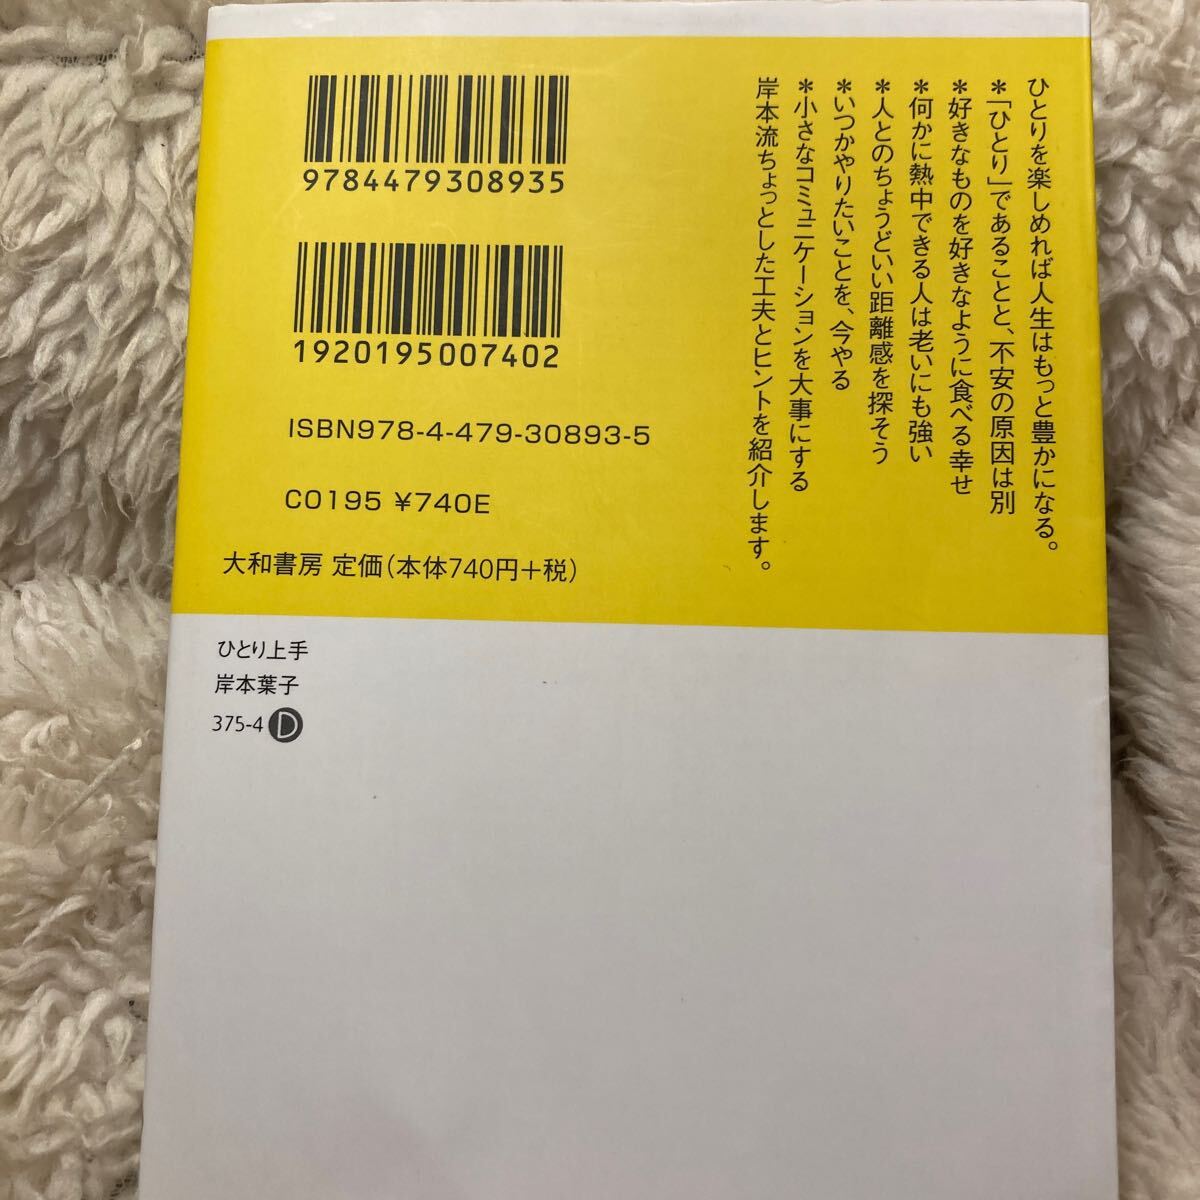 ひとりを楽しめれば人生はもっと豊かになる。
＊「ひとり」であることと、不安の原因は別
＊好きなものを好きなように食べる幸せ
＊何かに熱中できる人は老いにも強い
＊人とのちょうどいい距離感を探そう
＊いつかやりたいことを、今やる
＊小さなコミュニケーションを大事にする
岸本流ちょっとした工夫とヒントを紹介します。
9784479308935
1920195007402
ISBN978-4-479-30893-5
C0195 ¥740E
大和書房 定価(本体740円+税)
ひとり上手
岸本葉子
375-4 D